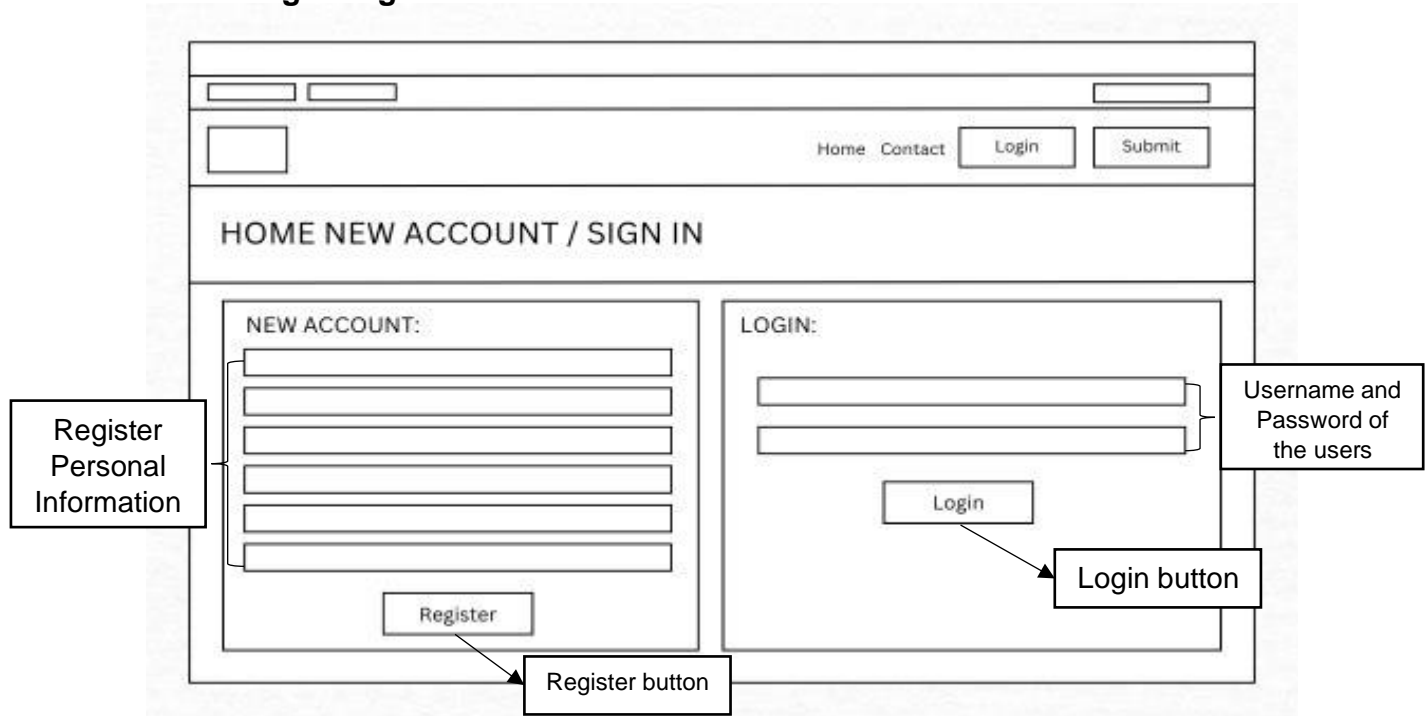 Home Contact Login Submit
HOME NEW ACCOUNT / SIGN IN
NEW ACCOUNT:
Register
Personal
Information
Register
Register button
LOGIN:
Username and
Password of
the users
Login
Login button